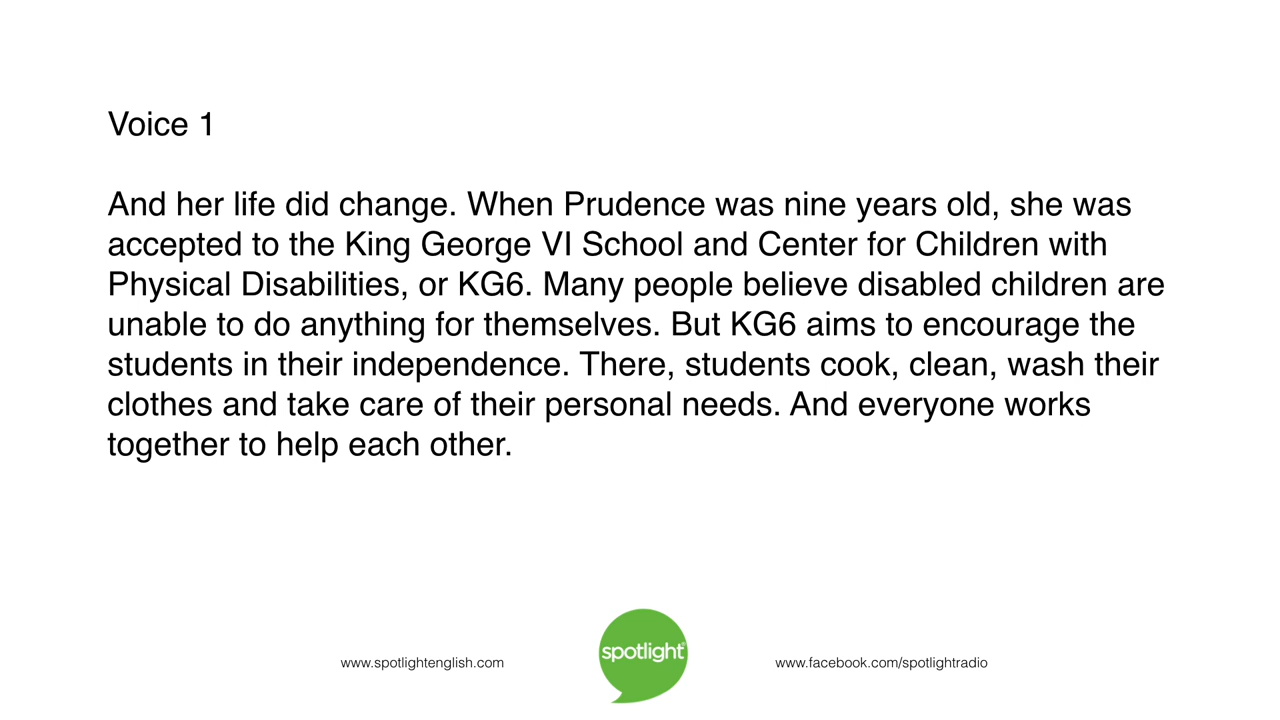 Voice 1
And her life did change. When Prudence was nine years old, she was
accepted to the King George VI School and Center for Children with
Physical Disabilities, or KG6. Many people believe disabled children are
unable to do anything for themselves. But KG6 aims to encourage the
students in their independence. There, students cook, clean, wash their
clothes and take care of their personal needs. And everyone works
together to help each other.
www.spotlightenglish.com
spotlight®
www.facebook.com/spotlightradio